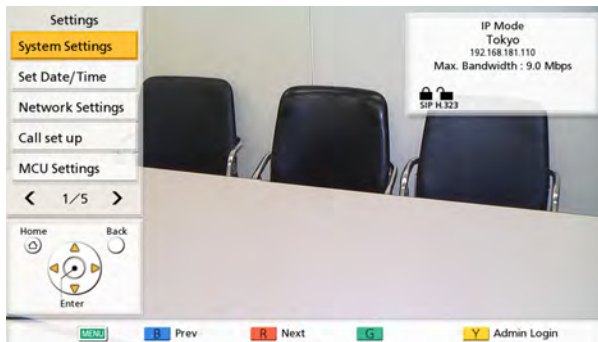 Settings
System Settings
Set Date/Time
Network Settings
Call set up
MCU Settings
1/5
Home
Back
Enter
IP Mode
Tokyo
192.168.181.110
Max. Bandwidth : 9.0 Mbps
SIP H.323
MENU
B Prev
R Next
G
Y Admin Login